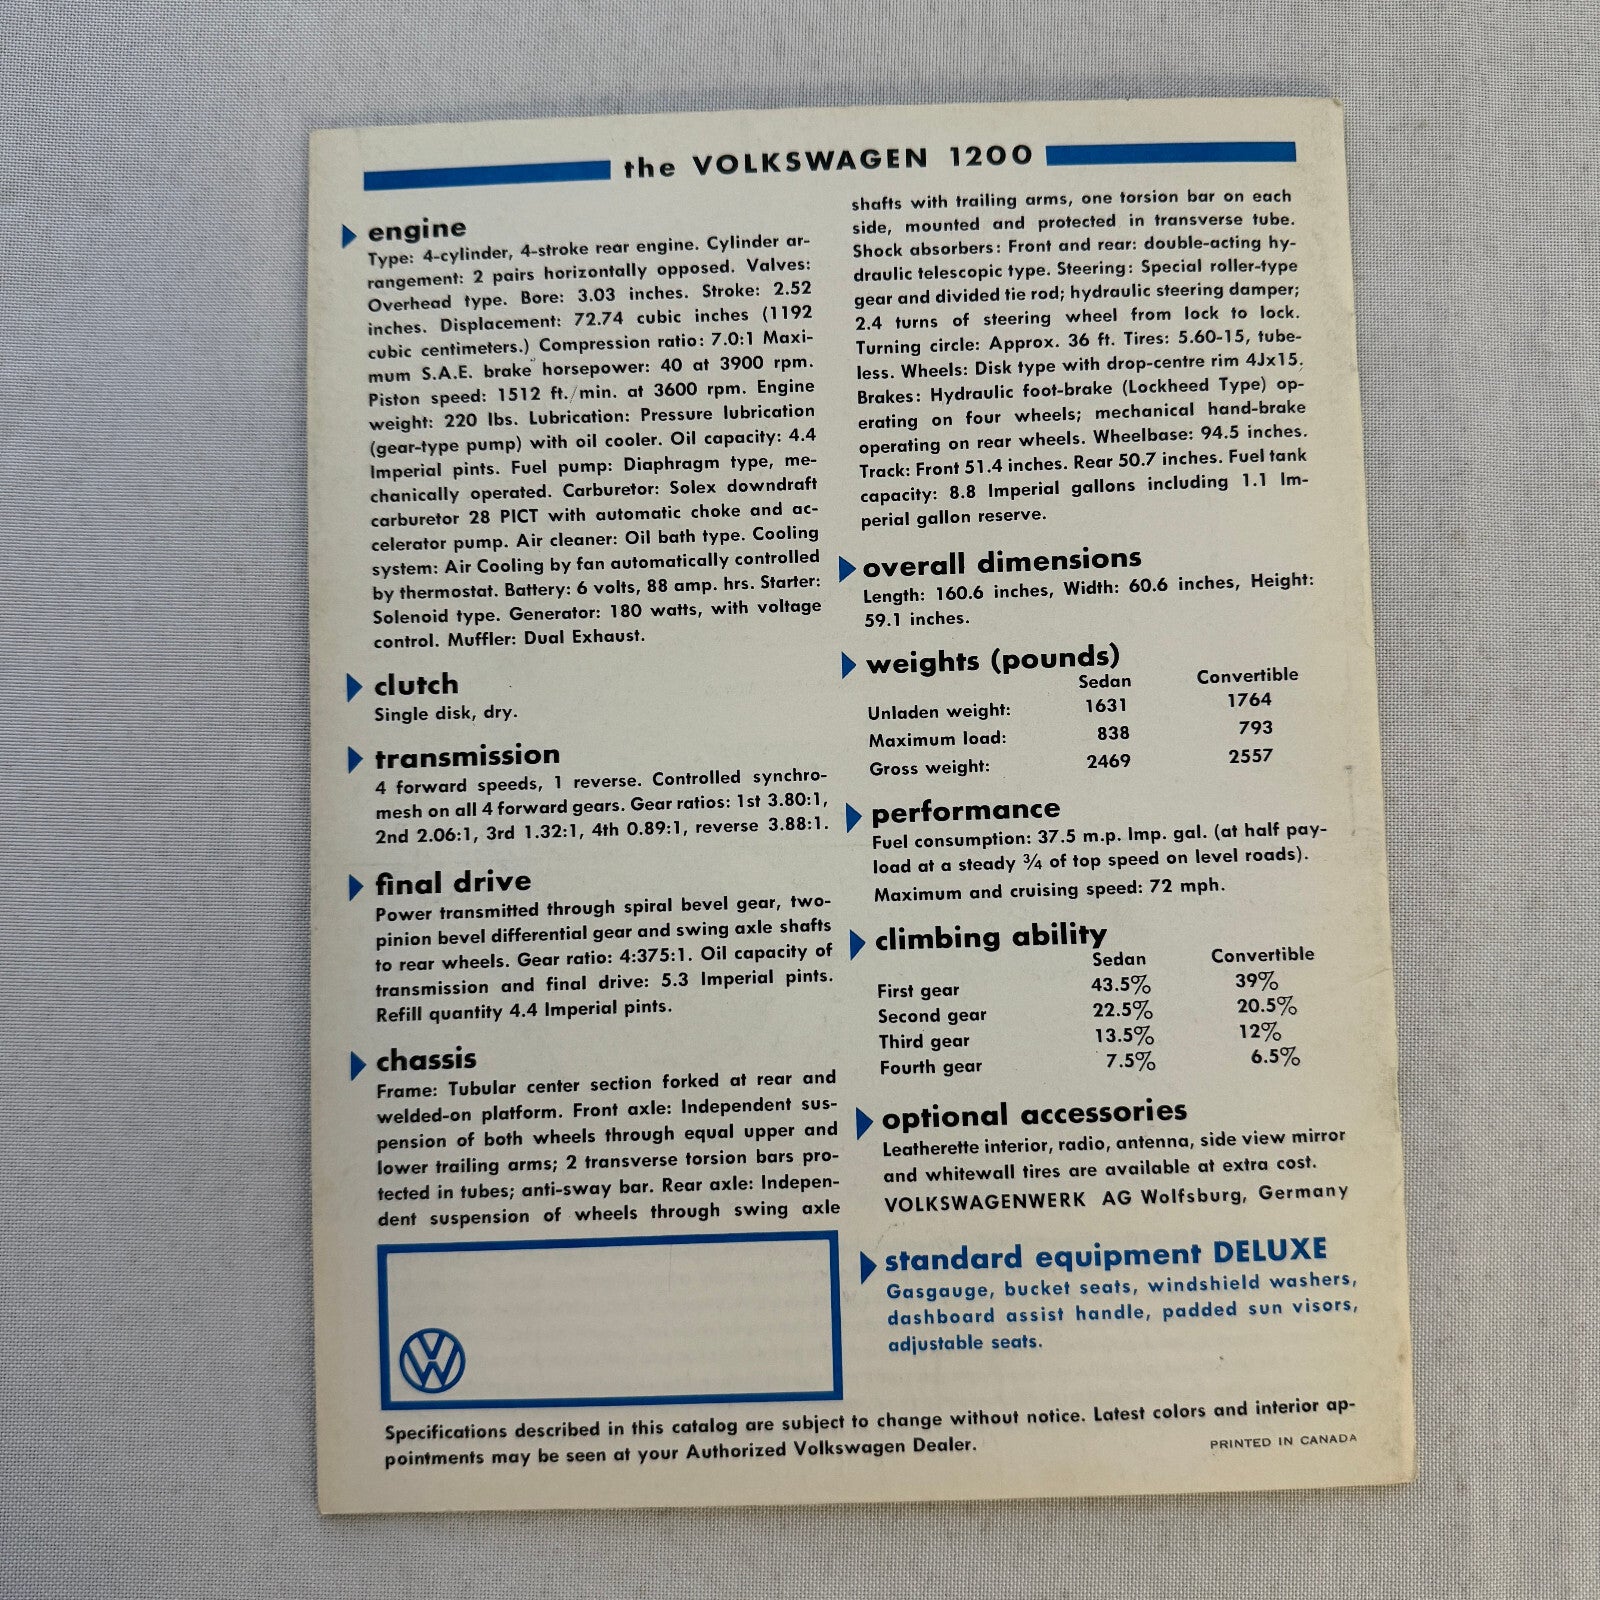 the VOLKSWAGEN 1200
engine
Type: 4-cylinder, 4-stroke rear engine. Cylinder ar-
rangement: 2 pairs horizontally opposed. Valves:
Overhead type. Bore: 3.03 inches. Stroke: 2.52
inches. Displacement: 72.74 cubic inches (1192
cubic centimeters.) Compression ratio: 7.0:1 Maxi-
mum S.A.E. brake horsepower: 40 at 3900 rpm.
Piston speed: 1512 ft./min. at 3600 rpm. Engine
weight: 220 lbs. Lubrication: Pressure lubrication
(gear-type pump) with oil cooler. Oil capacity: 4.4
Imperial pints. Fuel pump: Diaphragm type, me-
chanically operated. Carburetor: Solex downdraft
carburetor 28 PICT with automatic choke and ac-
celerator pump. Air cleaner: Oil bath type. Cooling
system: Air Cooling by fan automatically controlled
by thermostat. Battery: 6 volts, 88 amp. hrs. Starter:
Solenoid type. Generator: 180 watts, with voltage
control. Muffler: Dual Exhaust.
clutch
Single disk, dry.
transmission
4 forward speeds, 1 reverse. Controlled synchro-
mesh on all 4 forward gears. Gear ratios: 1st 3.80:1,
2nd 2.06:1, 3rd 1.32:1, 4th 0.89:1, reverse 3.88:1.
final drive
Power transmitted through spiral bevel gear, two-
pinion bevel differential gear and swing axle shafts
to rear wheels. Gear ratio: 4:375:1. Oil capacity of
transmission and final drive: 5.3 Imperial pints.
Refill quantity 4.4 Imperial pints.
chassis
Frame: Tubular center section forked at rear and
welded-on platform. Front axle: Independent sus-
pension of both wheels through equal upper and
lower trailing arms; 2 transverse torsion bars pro-
tected in tubes; anti-sway bar. Rear axle: Indepen-
dent suspension of wheels through swing axle
shafts with trailing arms, one torsion bar on each
side, mounted and protected in transverse tube.
Shock absorbers: Front and rear: double-acting hy-
draulic telescopic type. Steering: Special roller-type
gear and divided tie rod; hydraulic steering damper;
2.4 turns of steering wheel from lock to lock.
Turning circle: Approx. 36 ft. Tires: 5.60-15, tube-
less. Wheels: Disk type with drop-centre rim 4Jx15.
Brakes: Hydraulic foot-brake (Lockheed Type) op-
erating on four wheels; mechanical hand-brake
operating on rear wheels. Wheelbase: 94.5 inches.
Track: Front 51.4 inches. Rear 50.7 inches. Fuel tank
capacity: 8.8 Imperial gallons including 1.1 Im-
perial gallon reserve.
overall dimensions
Length: 160.6 inches, Width: 60.6 inches, Height:
59.1 inches.
weights (pounds)
Sedan Convertible
Unladen weight: 1631 1764
Maximum load: 838 793
Gross weight: 2469 2557
performance
Fuel consumption: 37.5 m.p. Imp. gal. (at half pay-
load at a steady ¾ of top speed on level roads).
Maximum and cruising speed: 72 mph.
climbing ability
Sedan Convertible
First gear 43.5% 39%
Second gear 22.5% 20.5%
Third gear 13.5% 12%
Fourth gear 7.5% 6.5%
optional accessories
Leatherette interior, radio, antenna, side view mirror
and whitewall tires are available at extra cost.
VOLKSWAGENWERK AG Wolfsburg, Germany
standard equipment DELUXE
Gasgauge, bucket seats, windshield washers,
dashboard assist handle, padded sun visors,
adjustable seats.
VW
Specifications described in this catalog are subject to change without notice. Latest colors and interior ap-
pointments may be seen at your Authorized Volkswagen Dealer.
PRINTED IN CANADA